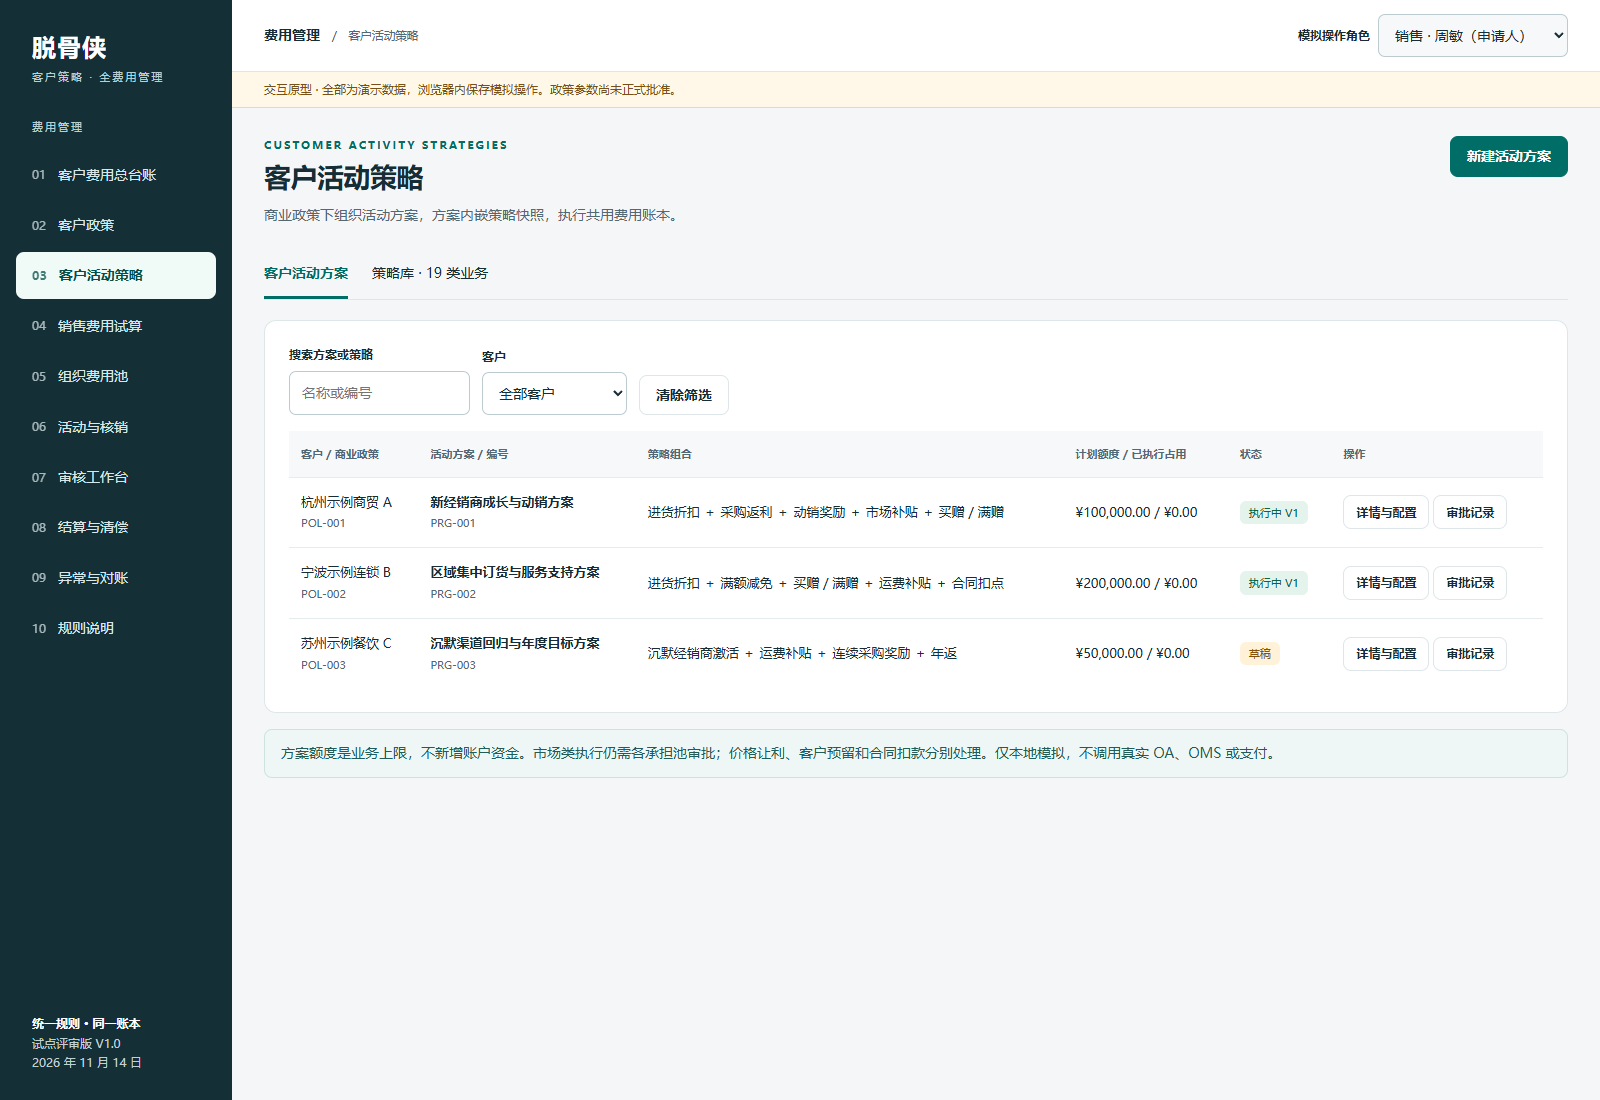 脱骨侠
客户策略 · 全费用管理
费用管理
01 客户费用总台账
02 客户政策
03 客户活动策略
04 销售费用试算
05 组织费用池
06 活动与核销
07 审核工作台
08 结算与清偿
09 异常与对账
10 规则说明
统一规则 • 同一账本
试点评审版 V1.0
2026 年 11 月 14 日
费用管理 / 客户活动策略
模拟操作角色 销售 · 周敏（申请人）
交互原型 · 全部为演示数据，浏览器内保存模拟操作。政策参数尚未正式批准。
CUSTOMER ACTIVITY STRATEGIES
客户活动策略
商业政策下组织活动方案，方案内嵌策略快照，执行共用费用账本。
新建活动方案
客户活动方案 策略库 · 19 类业务
搜索方案或策略 客户
名称或编号 全部客户 清除筛选
客户 / 商业政策 活动方案 / 编号 策略组合 计划额度 / 已执行占用 状态 操作
杭州示例商贸 A 新经销商成长与动销方案 进货折扣 + 采购返利 + 动销奖励 + 市场补贴 + 买赠 / 满赠 ¥100,000.00 / ¥0.00 执行中 V1 详情与配置 审批记录
POL-001 PRG-001
宁波示例连锁 B 区域集中订货与服务支持方案 进货折扣 + 满额减免 + 买赠 / 满赠 + 运费补贴 + 合同扣点 ¥200,000.00 / ¥0.00 执行中 V1 详情与配置 审批记录
POL-002 PRG-002
苏州示例餐饮 C 沉默渠道回归与年度目标方案 沉默经销商激活 + 运费补贴 + 连续采购奖励 + 年返 ¥50,000.00 / ¥0.00 草稿 详情与配置 审批记录
POL-003 PRG-003
方案额度是业务上限，不新增账户资金。市场类执行仍需各承担池审批；价格让利、客户预留和合同扣款分别处理。仅本地模拟，不调用真实 OA、OMS 或支付。